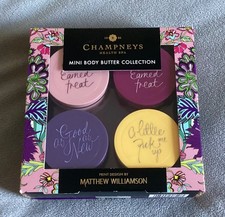 CHAMPNEYS
HEALTH SPA
MINI BODY BUTTER COLLECTION
earned
treat
earned
treat
Good
as
New
a little
pick me
up
PRINT DESIGN BY
MATTHEW WILLIAMSON